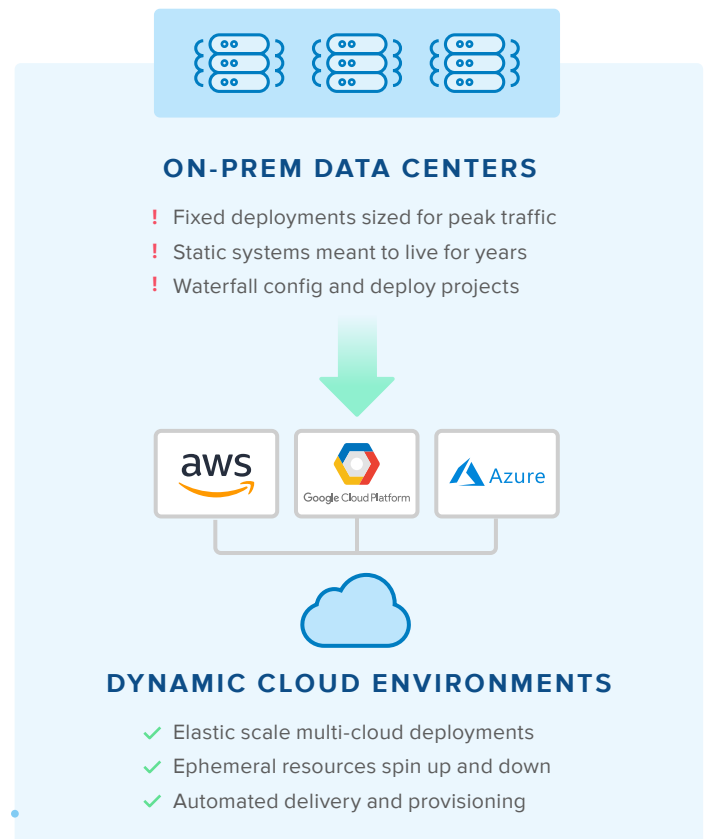 ON-PREM DATA CENTERS
! Fixed deployments sized for peak traffic
! Static systems meant to live for years
! Waterfall config and deploy projects
aws
Google Cloud Platform
Azure
DYNAMIC CLOUD ENVIRONMENTS
Elastic scale multi-cloud deployments
Ephemeral resources spin up and down
Automated delivery and provisioning